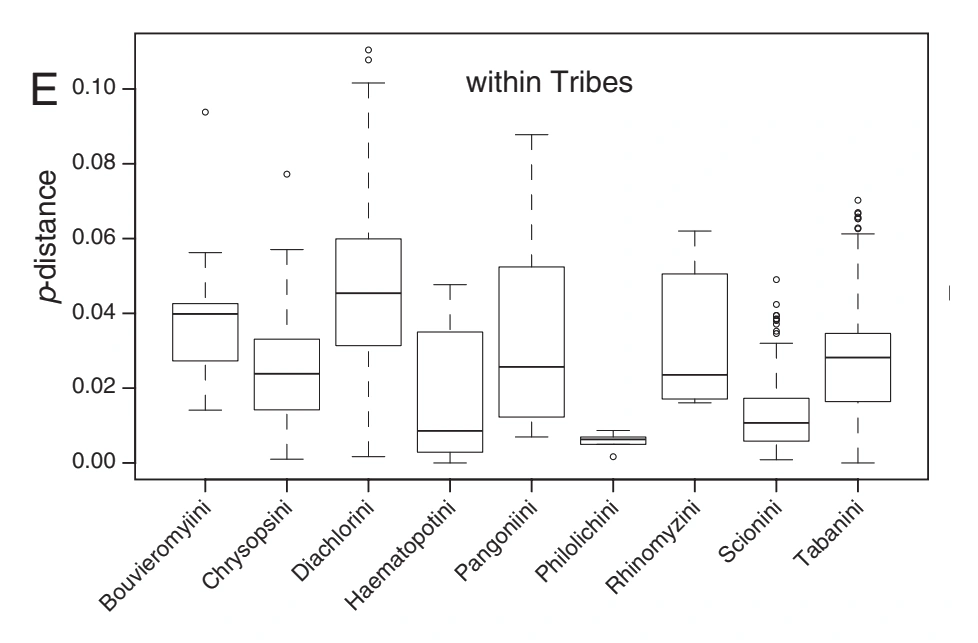 E
within Tribes
p-distance
0.10
0.08
0.06
0.04
0.02
0.00
Bouvieromyiini
Chrysopsini
Diachlorini
Haematopotini
Pangoniini
Philolichini
Rhinomyzini
Scionini
Tabanini